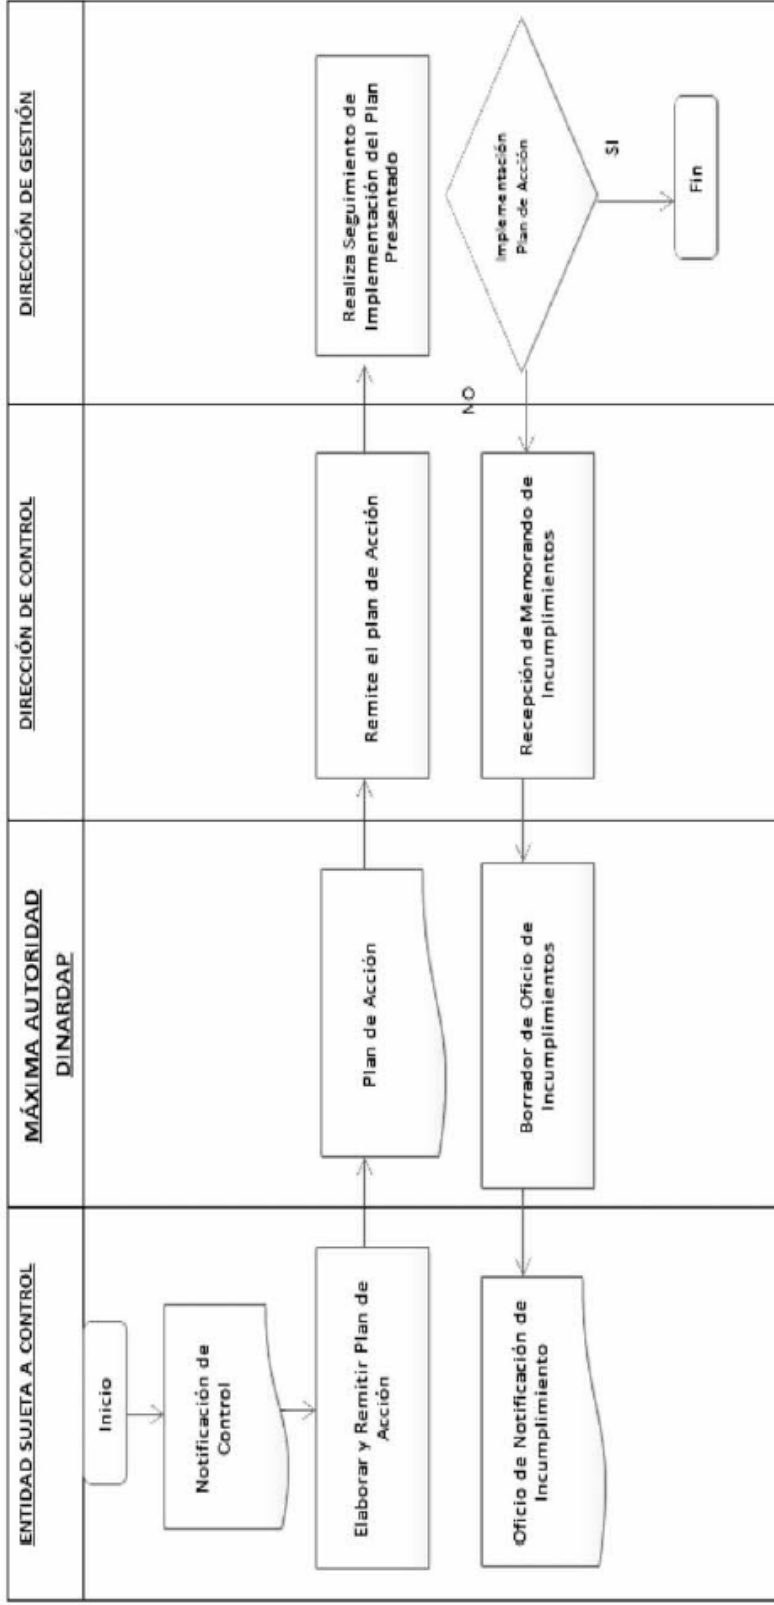 ENTIDAD SUJETA A CONTROL
MÁXIMA AUTORIDAD
DINARDAP
DIRECCIÓN DE CONTROL
DIRECCIÓN DE GESTIÓN
Inicio
Notificación de
Control
Elaborar y Remitir Plan de
Acción
Plan de Acción
Remite el plan de Acción
Realiza Seguimiento de
Implementación del Plan
Presentado
Implementación
Plan de Acción
NO
SI
Fin
Recepción de Memorando de
Incumplimientos
Borrador de Oficio de
Incumplimientos
Oficio de Notificación de
Incumplimiento